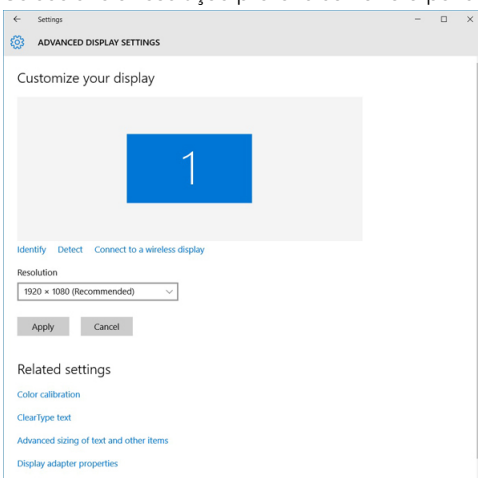 Settings
ADVANCED DISPLAY SETTINGS
Customize your display
1
Identify Detect Connect to a wireless display
Resolution
1920 × 1080 (Recommended)
Apply Cancel
Related settings
Color calibration
ClearType text
Advanced sizing of text and other items
Display adapter properties